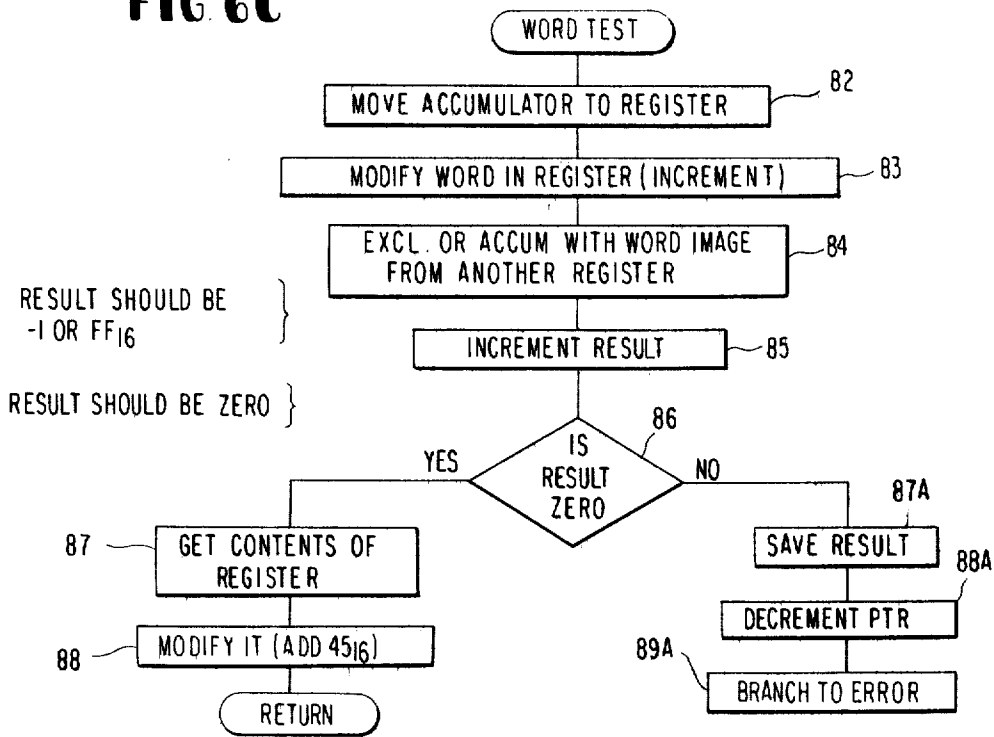 FIG. 6C
WORD TEST
82
MOVE ACCUMULATOR TO REGISTER
MODIFY WORD IN REGISTER (INCREMENT)
83
EXCL. OR ACCUM WITH WORD IMAGE
FROM ANOTHER REGISTER
84
RESULT SHOULD BE
-1 OR FF16
INCREMENT RESULT
85
RESULT SHOULD BE ZERO
86
IS
RESULT
ZERO
YES
NO
87
GET CONTENTS OF
REGISTER
87A
SAVE RESULT
88A
DECREMENT PTR
88
MODIFY IT (ADD 4516)
89A
BRANCH TO ERROR
RETURN